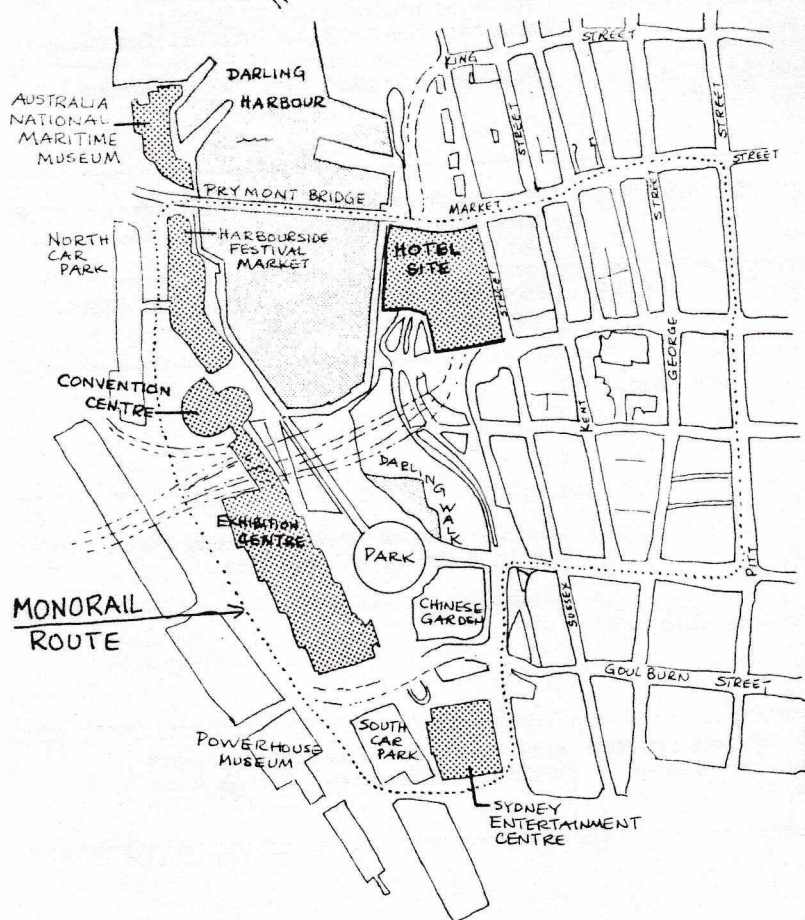 DARLING
HARBOUR
AUSTRALIA
NATIONAL
MARITIME
MUSEUM
KING
STREET
STREET
STREET
STREET
STREET
PRYMONT BRIDGE
MARKET
STREET
NORTH
CAR
PARK
HARBOURSIDE
FESTIVAL
MARKET
HOTEL
SITE
STREET
GEORGE
CONVENTION
CENTRE
KENT
DARLING
WALK
EXHIBITION
CENTRE
PARK
PITT
MONORAIL
ROUTE
CHINESE
GARDEN
SUSSEX
GOULBURN STREET
POWERHOUSE
MUSEUM
SOUTH
CAR
PARK
SYDNEY
ENTERTAINMENT
CENTRE